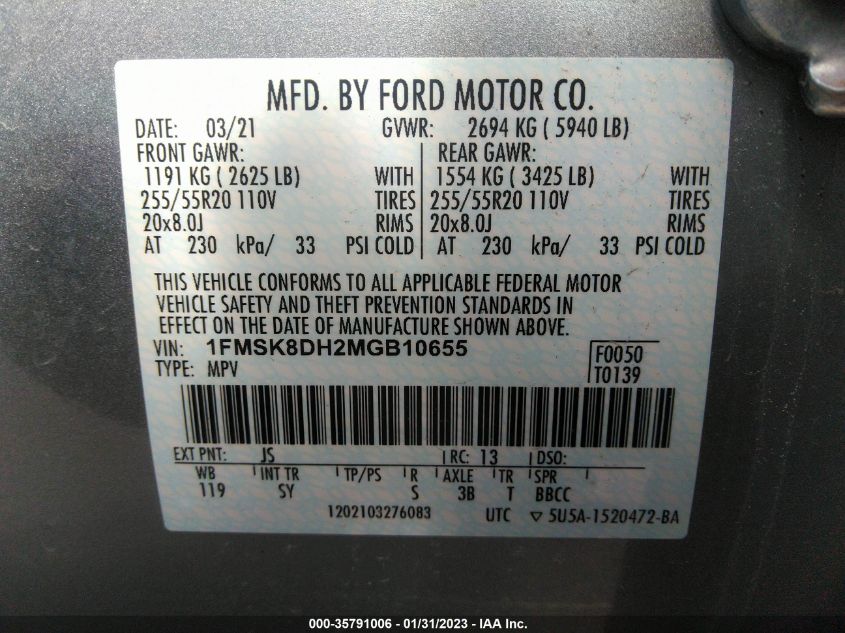 MFD. BY FORD MOTOR CO.
DATE: 03/21 GVWR: 2694 KG ( 5940 LB)
FRONT GAWR: REAR GAWR:
1191 KG ( 2625 LB) WITH 1554 KG ( 3425 LB) WITH
255/55R20 110V TIRES 255/55R20 110V TIRES
20x8.0J RIMS 20x8.0J RIMS
AT 230 kPa/ 33 PSI COLD AT 230 kPa/ 33 PSI COLD
THIS VEHICLE CONFORMS TO ALL APPLICABLE FEDERAL MOTOR
VEHICLE SAFETY AND THEFT PREVENTION STANDARDS IN
EFFECT ON THE DATE OF MANUFACTURE SHOWN ABOVE.
VIN: 1FMSK8DH2MGB10655 F0050
TYPE: MPV T0139
EXT PNT: JS RC: 13 DSO:
WB INT TR TP/PS R AXLE TR SPR
119 SY S 3B T BBCC
1202103276083 UTC ▽ 5U5A-1520472-BA
000-35791006 - 01/31/2023 - IAA Inc.